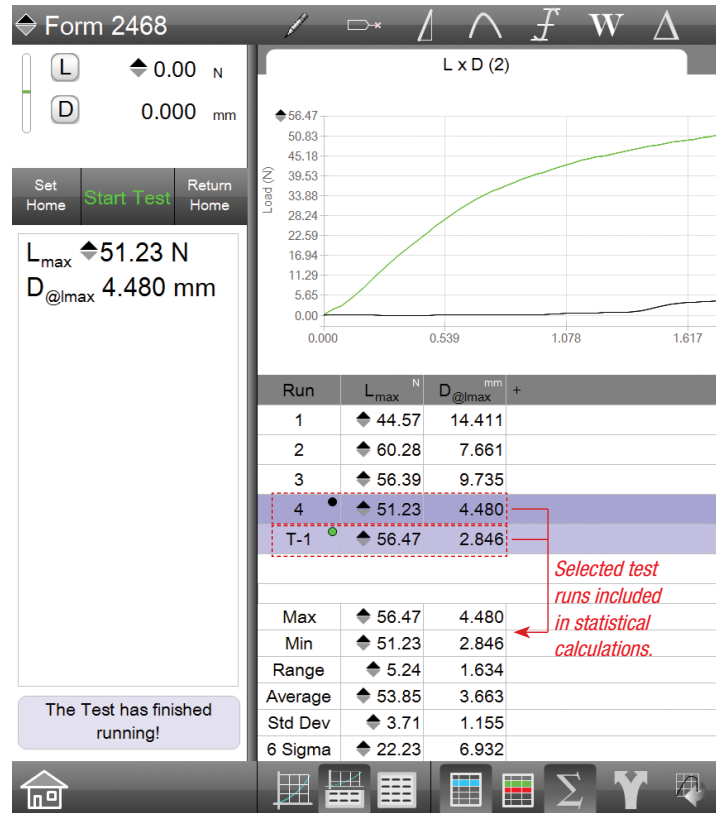 Form 2468
W Δ
L 0.00 N
D 0.000 mm
Set Home
Start Test
Return Home
Lmax 51.23 N
D@lmax 4.480 mm
The Test has finished
running!
L x D (2)
Load (N)
56.47
50.83
45.18
39.53
33.88
28.24
22.59
16.94
11.29
5.65
0.00
0.000 0.539 1.078 1.617
Run Lmax N D@lmax mm +
1 44.57 14.411
2 60.28 7.661
3 56.39 9.735
4 51.23 4.480
T-1 56.47 2.846
Selected test
runs included
in statistical
calculations.
Max 56.47 4.480
Min 51.23 2.846
Range 5.24 1.634
Average 53.85 3.663
Std Dev 3.71 1.155
6 Sigma 22.23 6.932
Σ